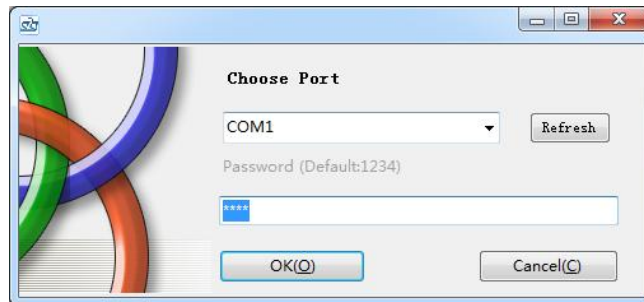 Choose Port
COM1
Refresh
Password (Default:1234)
****
OK(O)
Cancel(C)